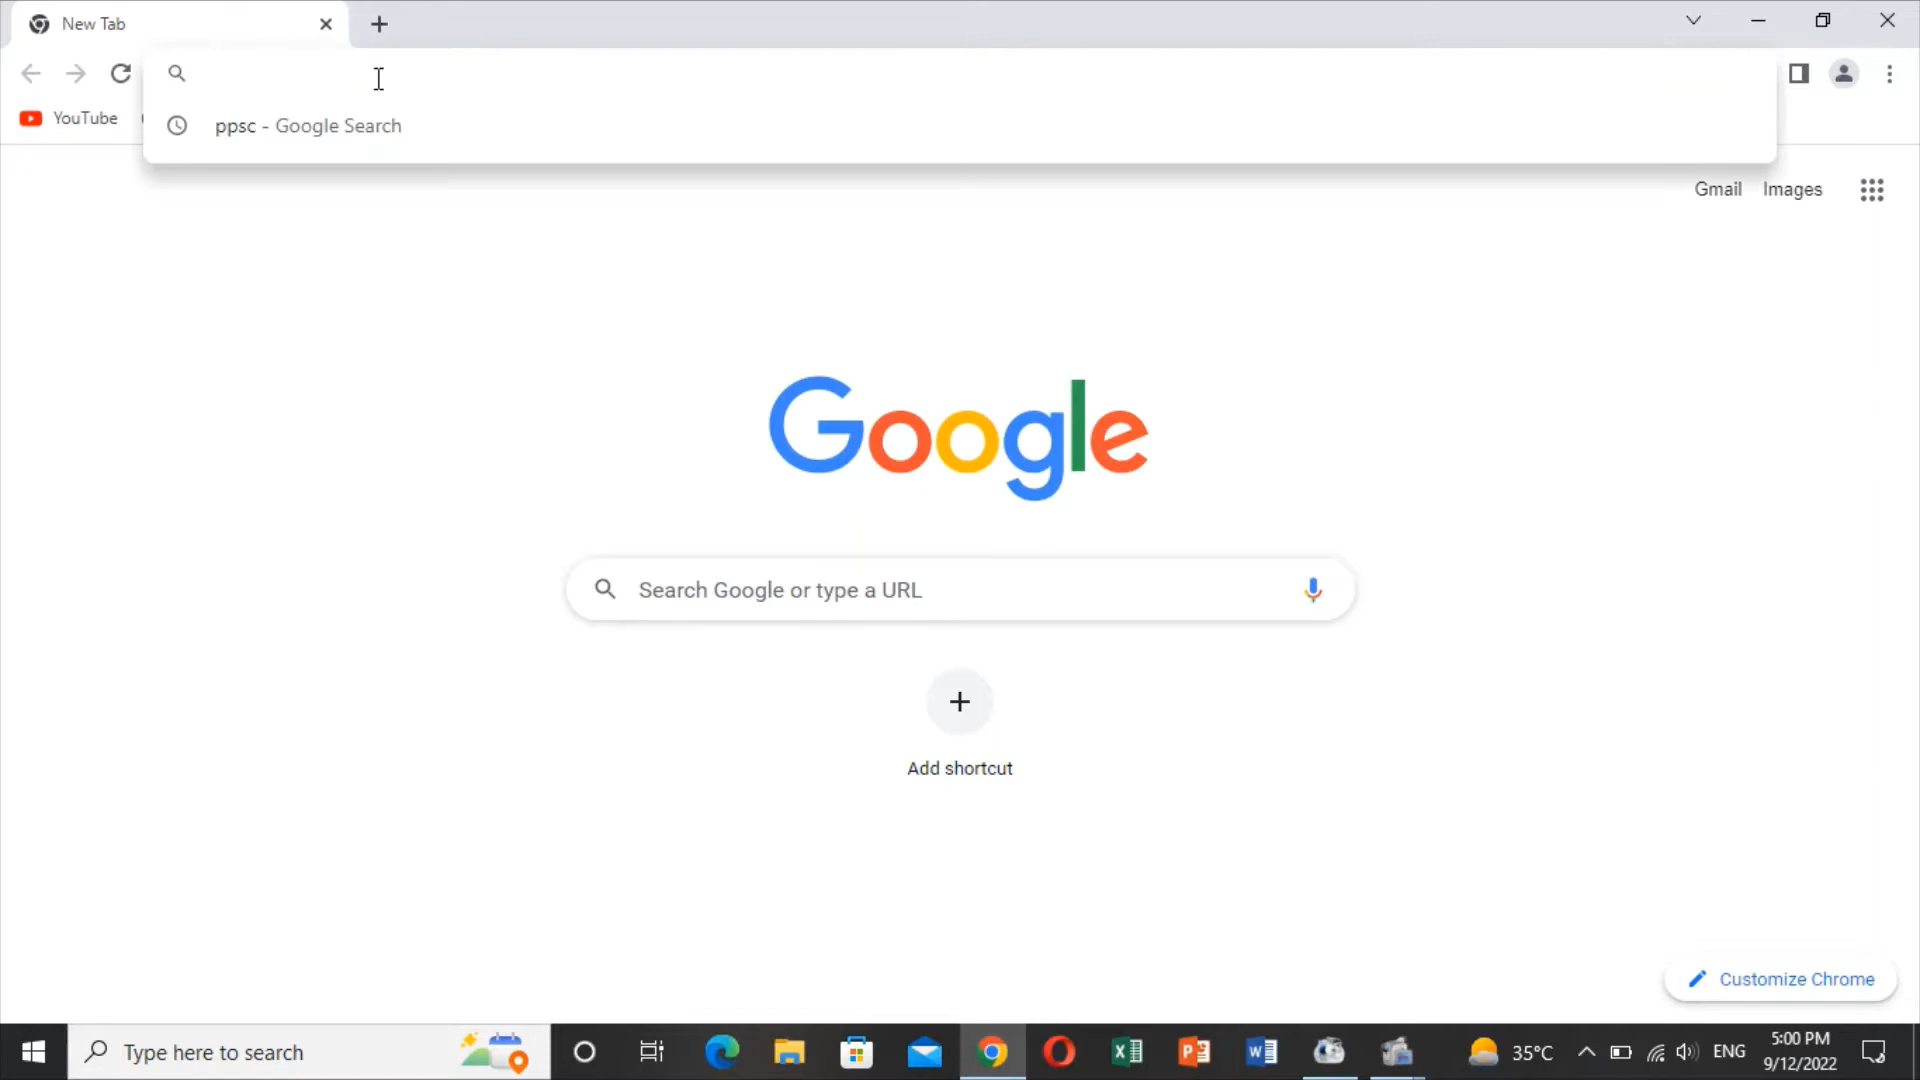 New Tab
ppsc - Google Search
YouTube
Gmail Images
Google
Search Google or type a URL
Add shortcut
Customize Chrome
Type here to search
35°C
ENG
5:00 PM
9/12/2022